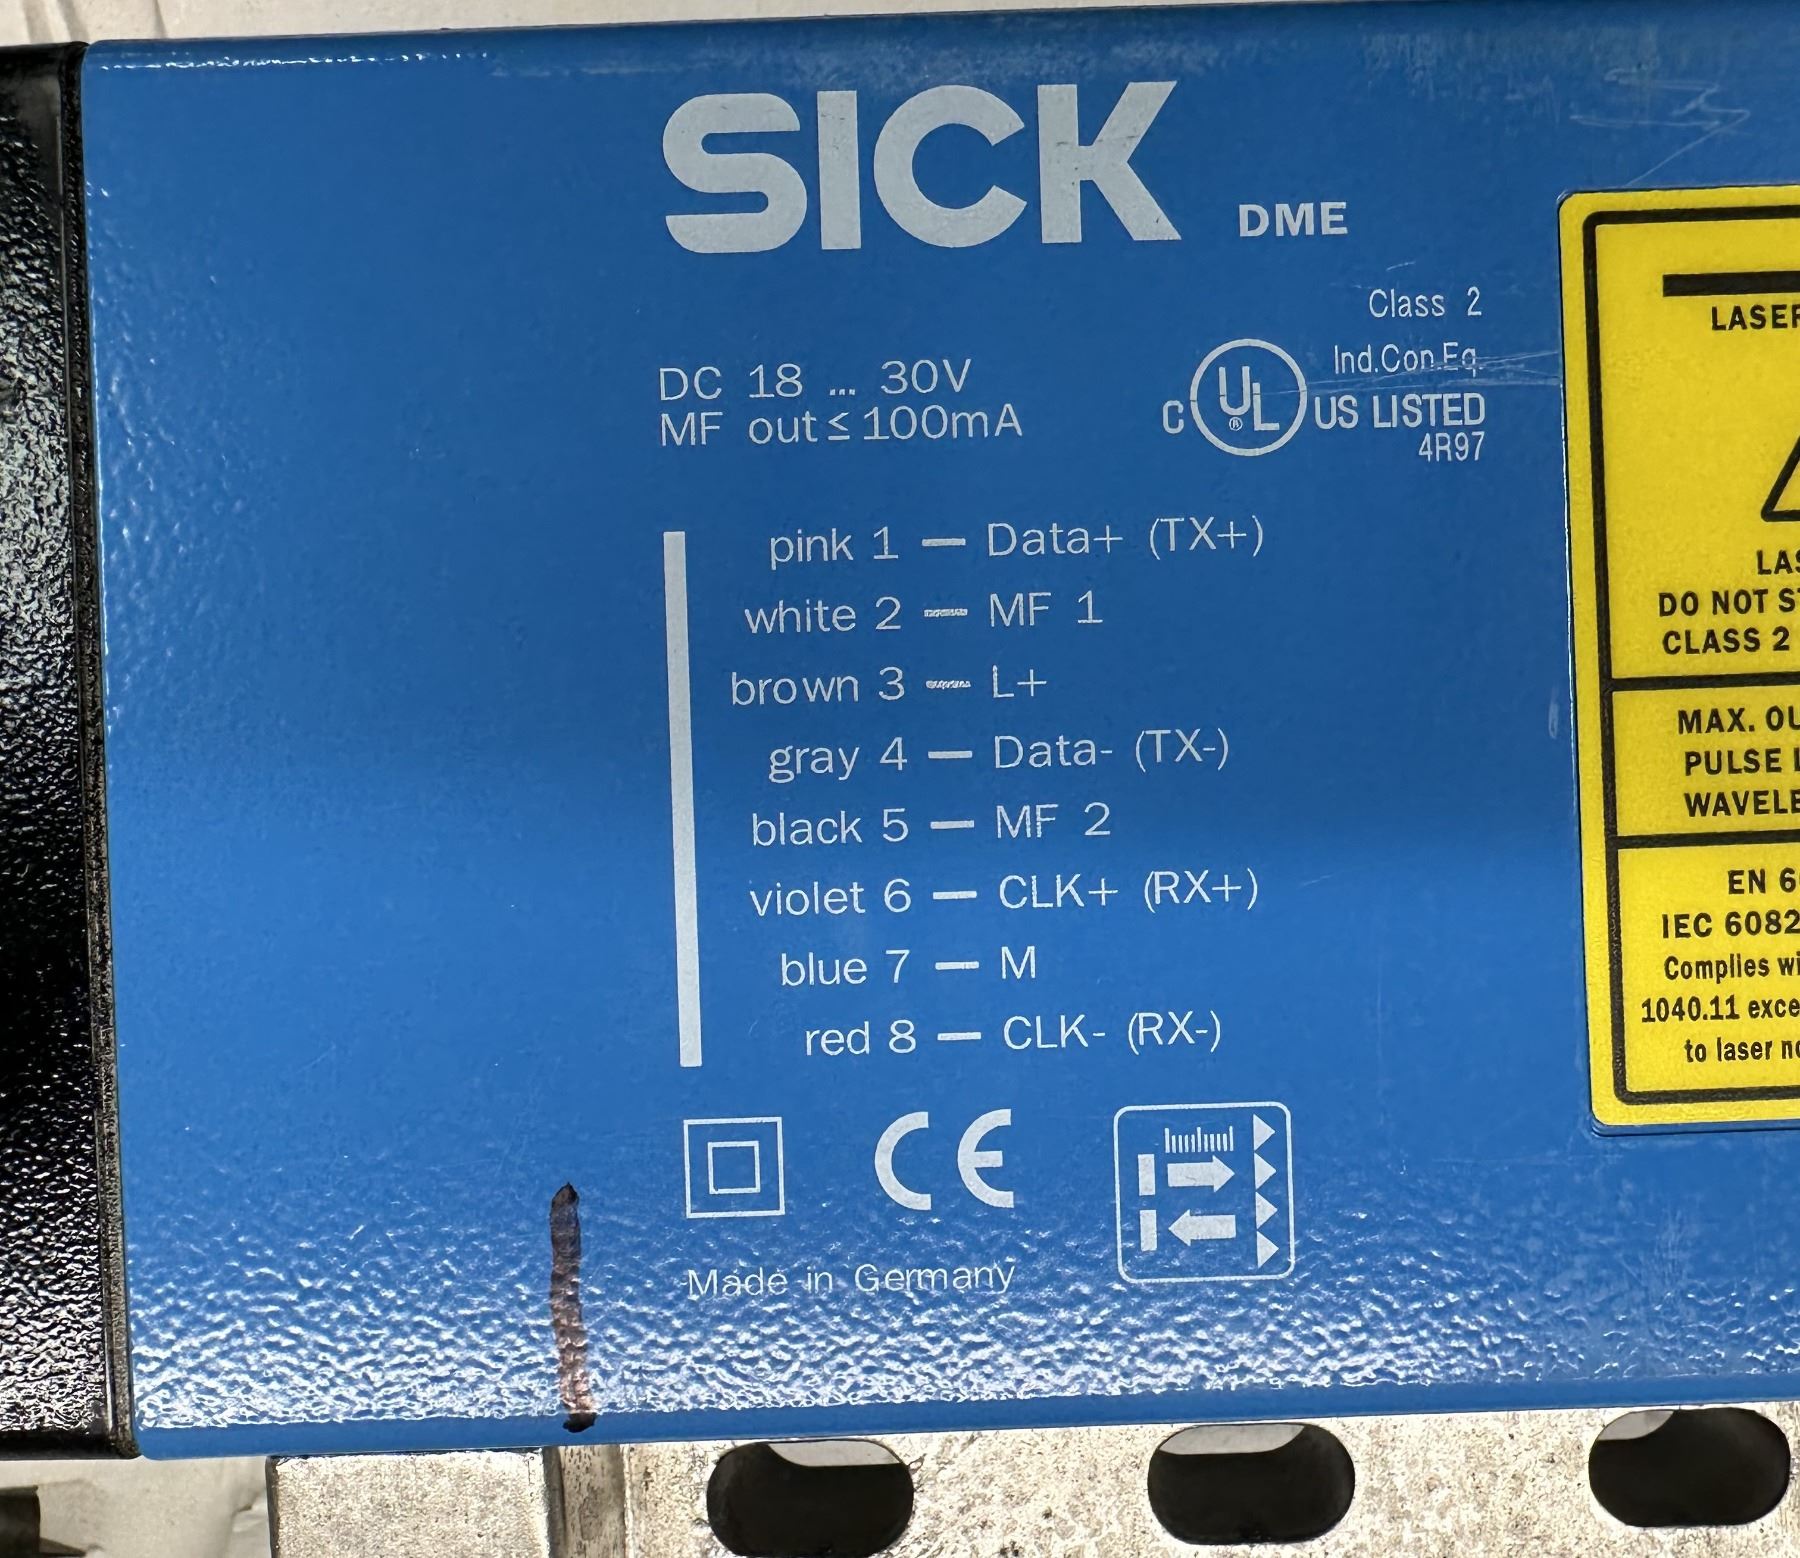 SICK DME
Class 2
DC 18 ... 30V
MF out ≤ 100mA
Ind.Con.Eq.
C UL ® US LISTED
4R97
pink 1 — Data+ (TX+)
white 2 — MF 1
brown 3 — L+
gray 4 — Data- (TX-)
black 5 — MF 2
violet 6 — CLK+ (RX+)
blue 7 — M
red 8 — CLK- (RX-)
CE
Made in Germany
LASER
DO NOT
CLASS 2
MAX.
PULSE
EN
IEC
Complies
1040.11
to laser